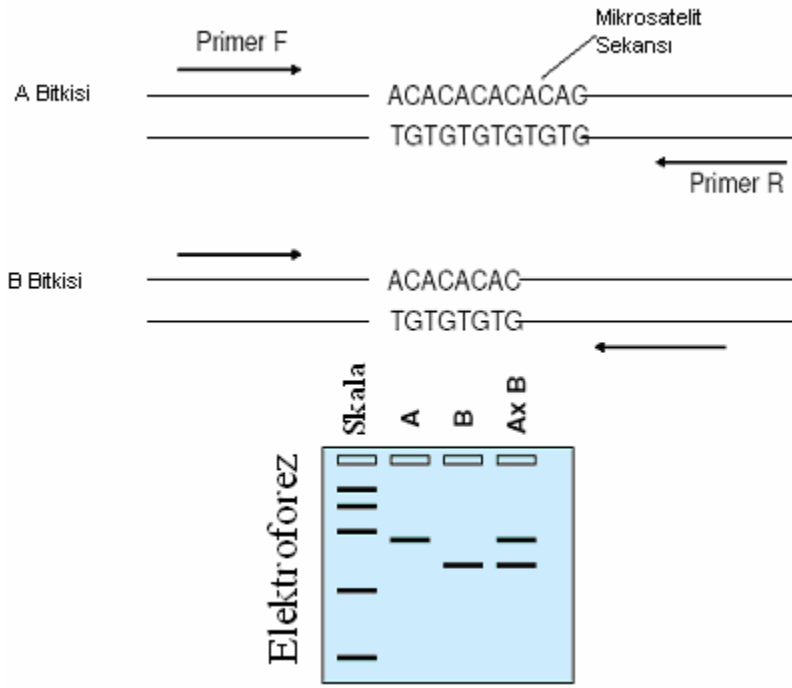 Mikrosatelit
Sekansı
Primer F
A Bitkisi
ACACACACACAG
TGTGTGTGTGTG
Primer R
B Bitkisi
ACACACAC
TGTGTGTG
Skala
A
B
Ax B
Elektroforez